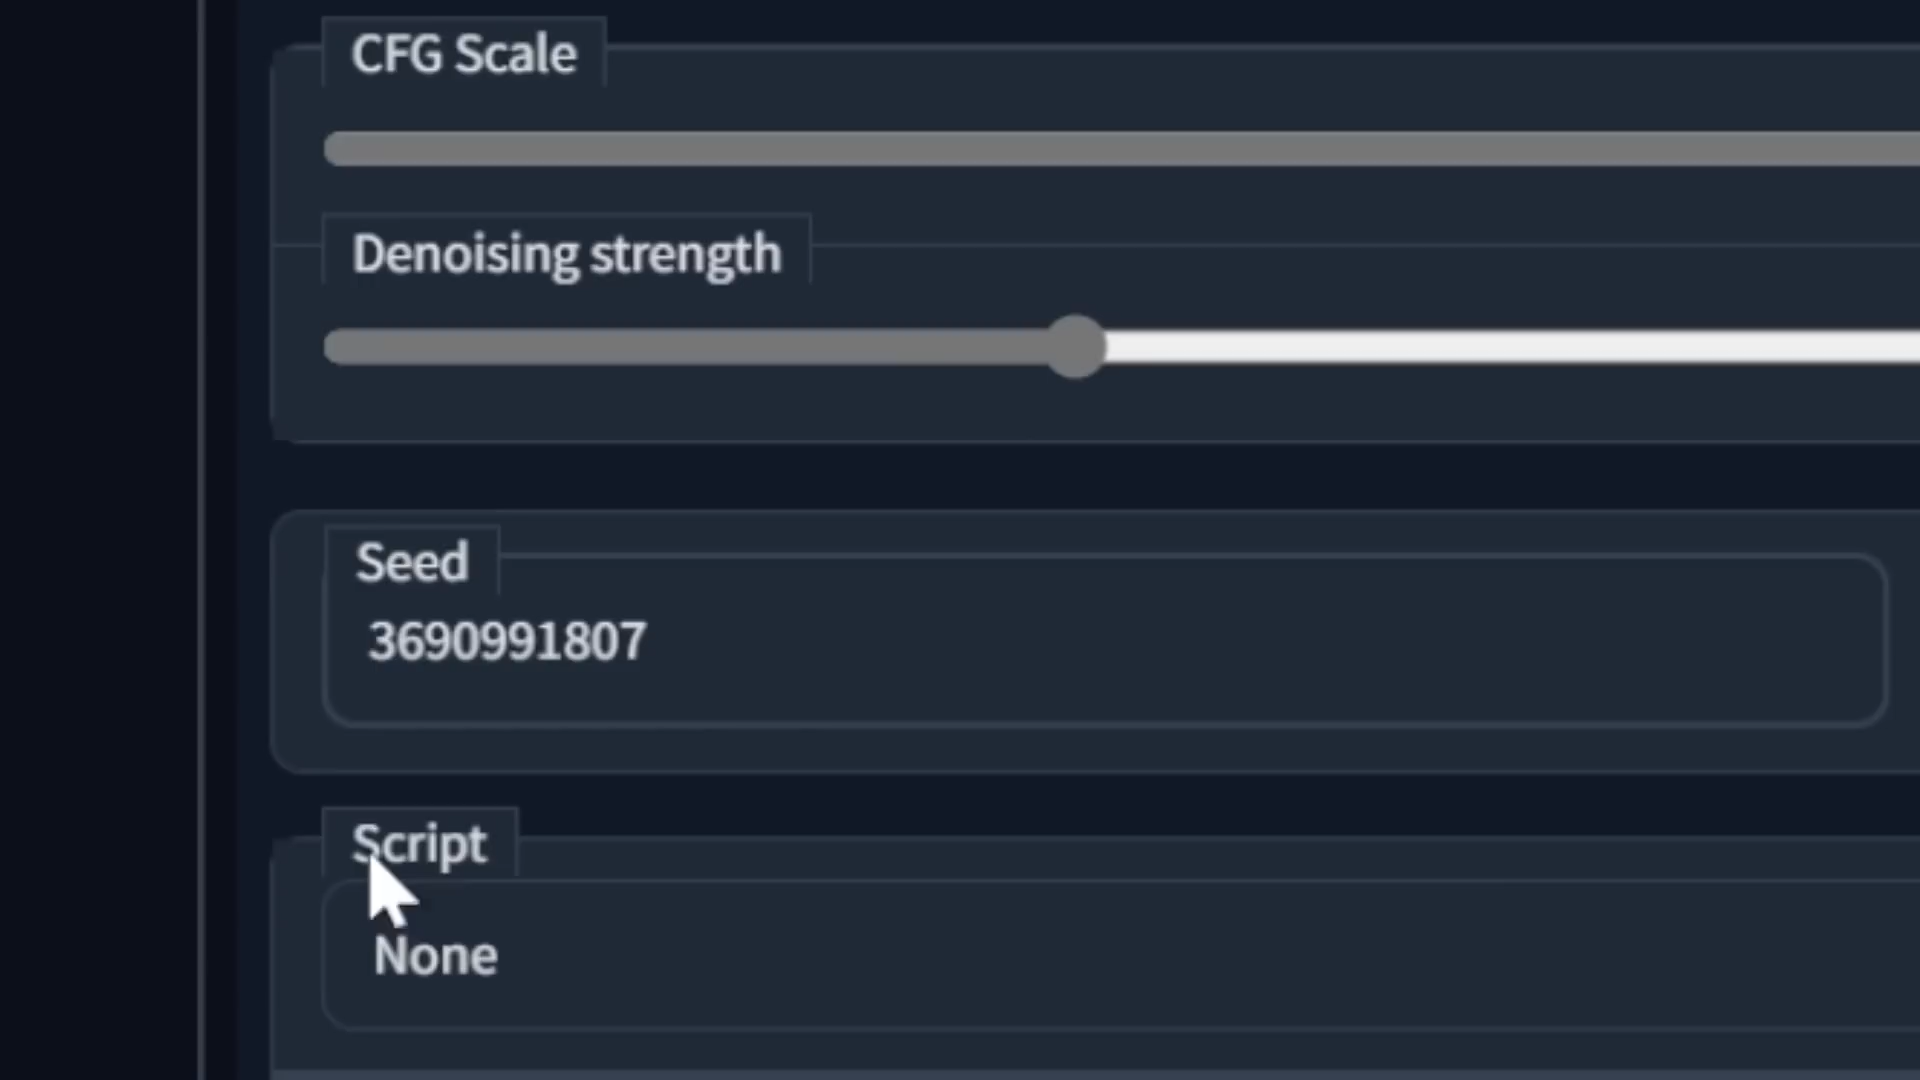 CFG Scale
Denoising strength
Seed
3690991807
Script
None